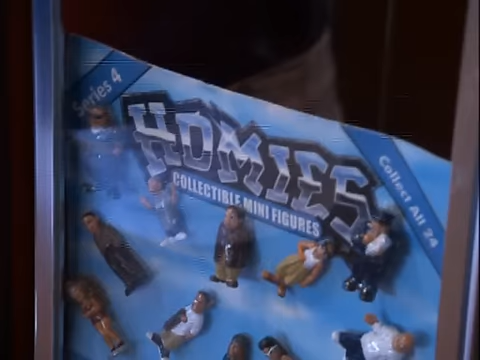 Series 4
HOMIES
COLLECTIBLE MINI FIGURES
Collect All 24